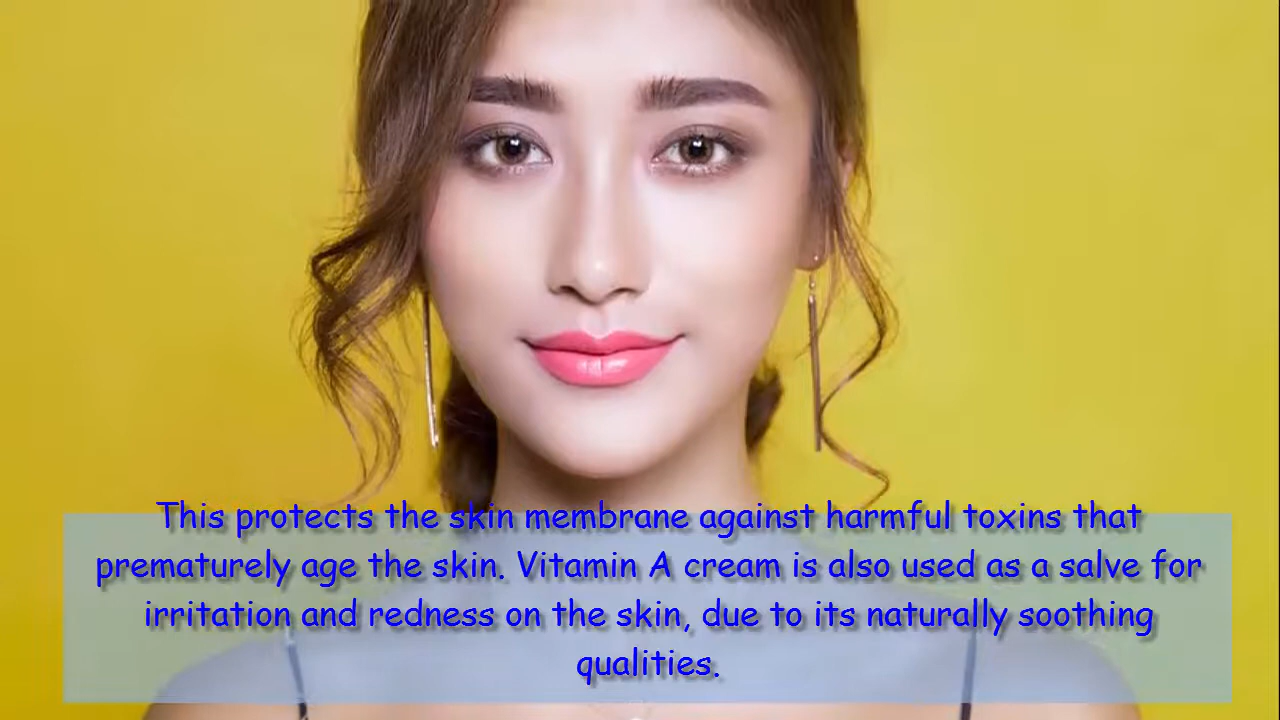 This protects the skin membrane against harmful toxins that
prematurely age the skin. Vitamin A cream is also used as a salve for
irritation and redness on the skin, due to its naturally soothing
qualities.